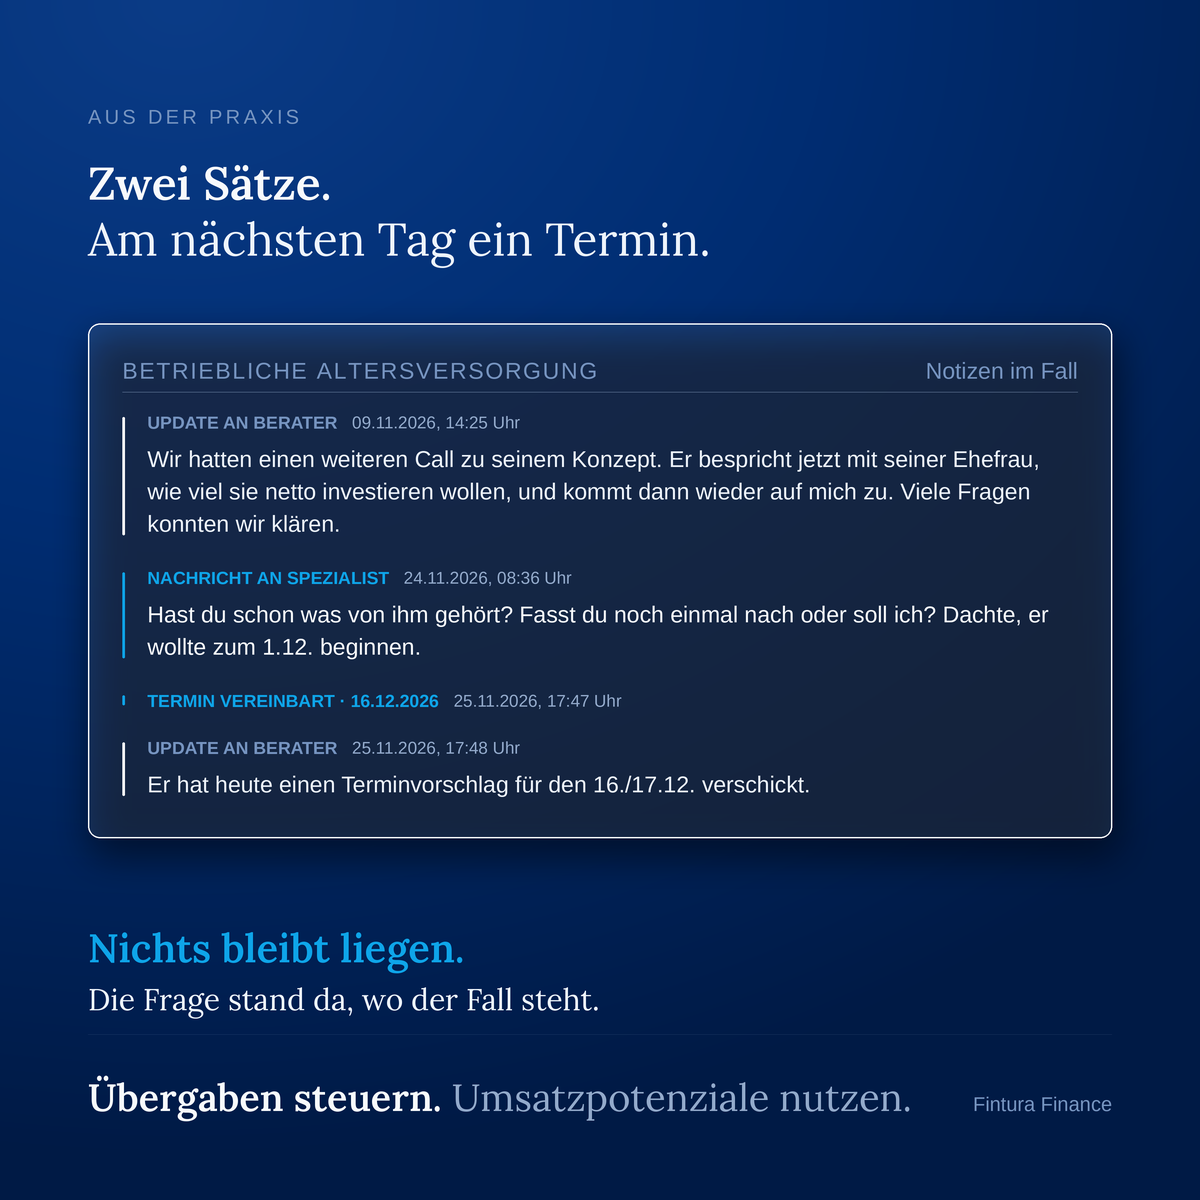 AUS DER PRAXIS
Zwei Sätze.
Am nächsten Tag ein Termin.
BETRIEBLICHE ALTERSVERSORGUNG Notizen im Fall
UPDATE AN BERATER 09.11.2026, 14:25 Uhr
Wir hatten einen weiteren Call zu seinem Konzept. Er bespricht jetzt mit seiner Ehefrau,
wie viel sie netto investieren wollen, und kommt dann wieder auf mich zu. Viele Fragen
konnten wir klären.
NACHRICHT AN SPEZIALIST 24.11.2026, 08:36 Uhr
Hast du schon was von ihm gehört? Fasst du noch einmal nach oder soll ich? Dachte, er
wollte zum 1.12. beginnen.
TERMIN VEREINBART · 16.12.2026 25.11.2026, 17:47 Uhr
UPDATE AN BERATER 25.11.2026, 17:48 Uhr
Er hat heute einen Terminvorschlag für den 16./17.12. verschickt.
Nichts bleibt liegen.
Die Frage stand da, wo der Fall steht.
Übergaben steuern. Umsatzpotenziale nutzen. Fintura Finance